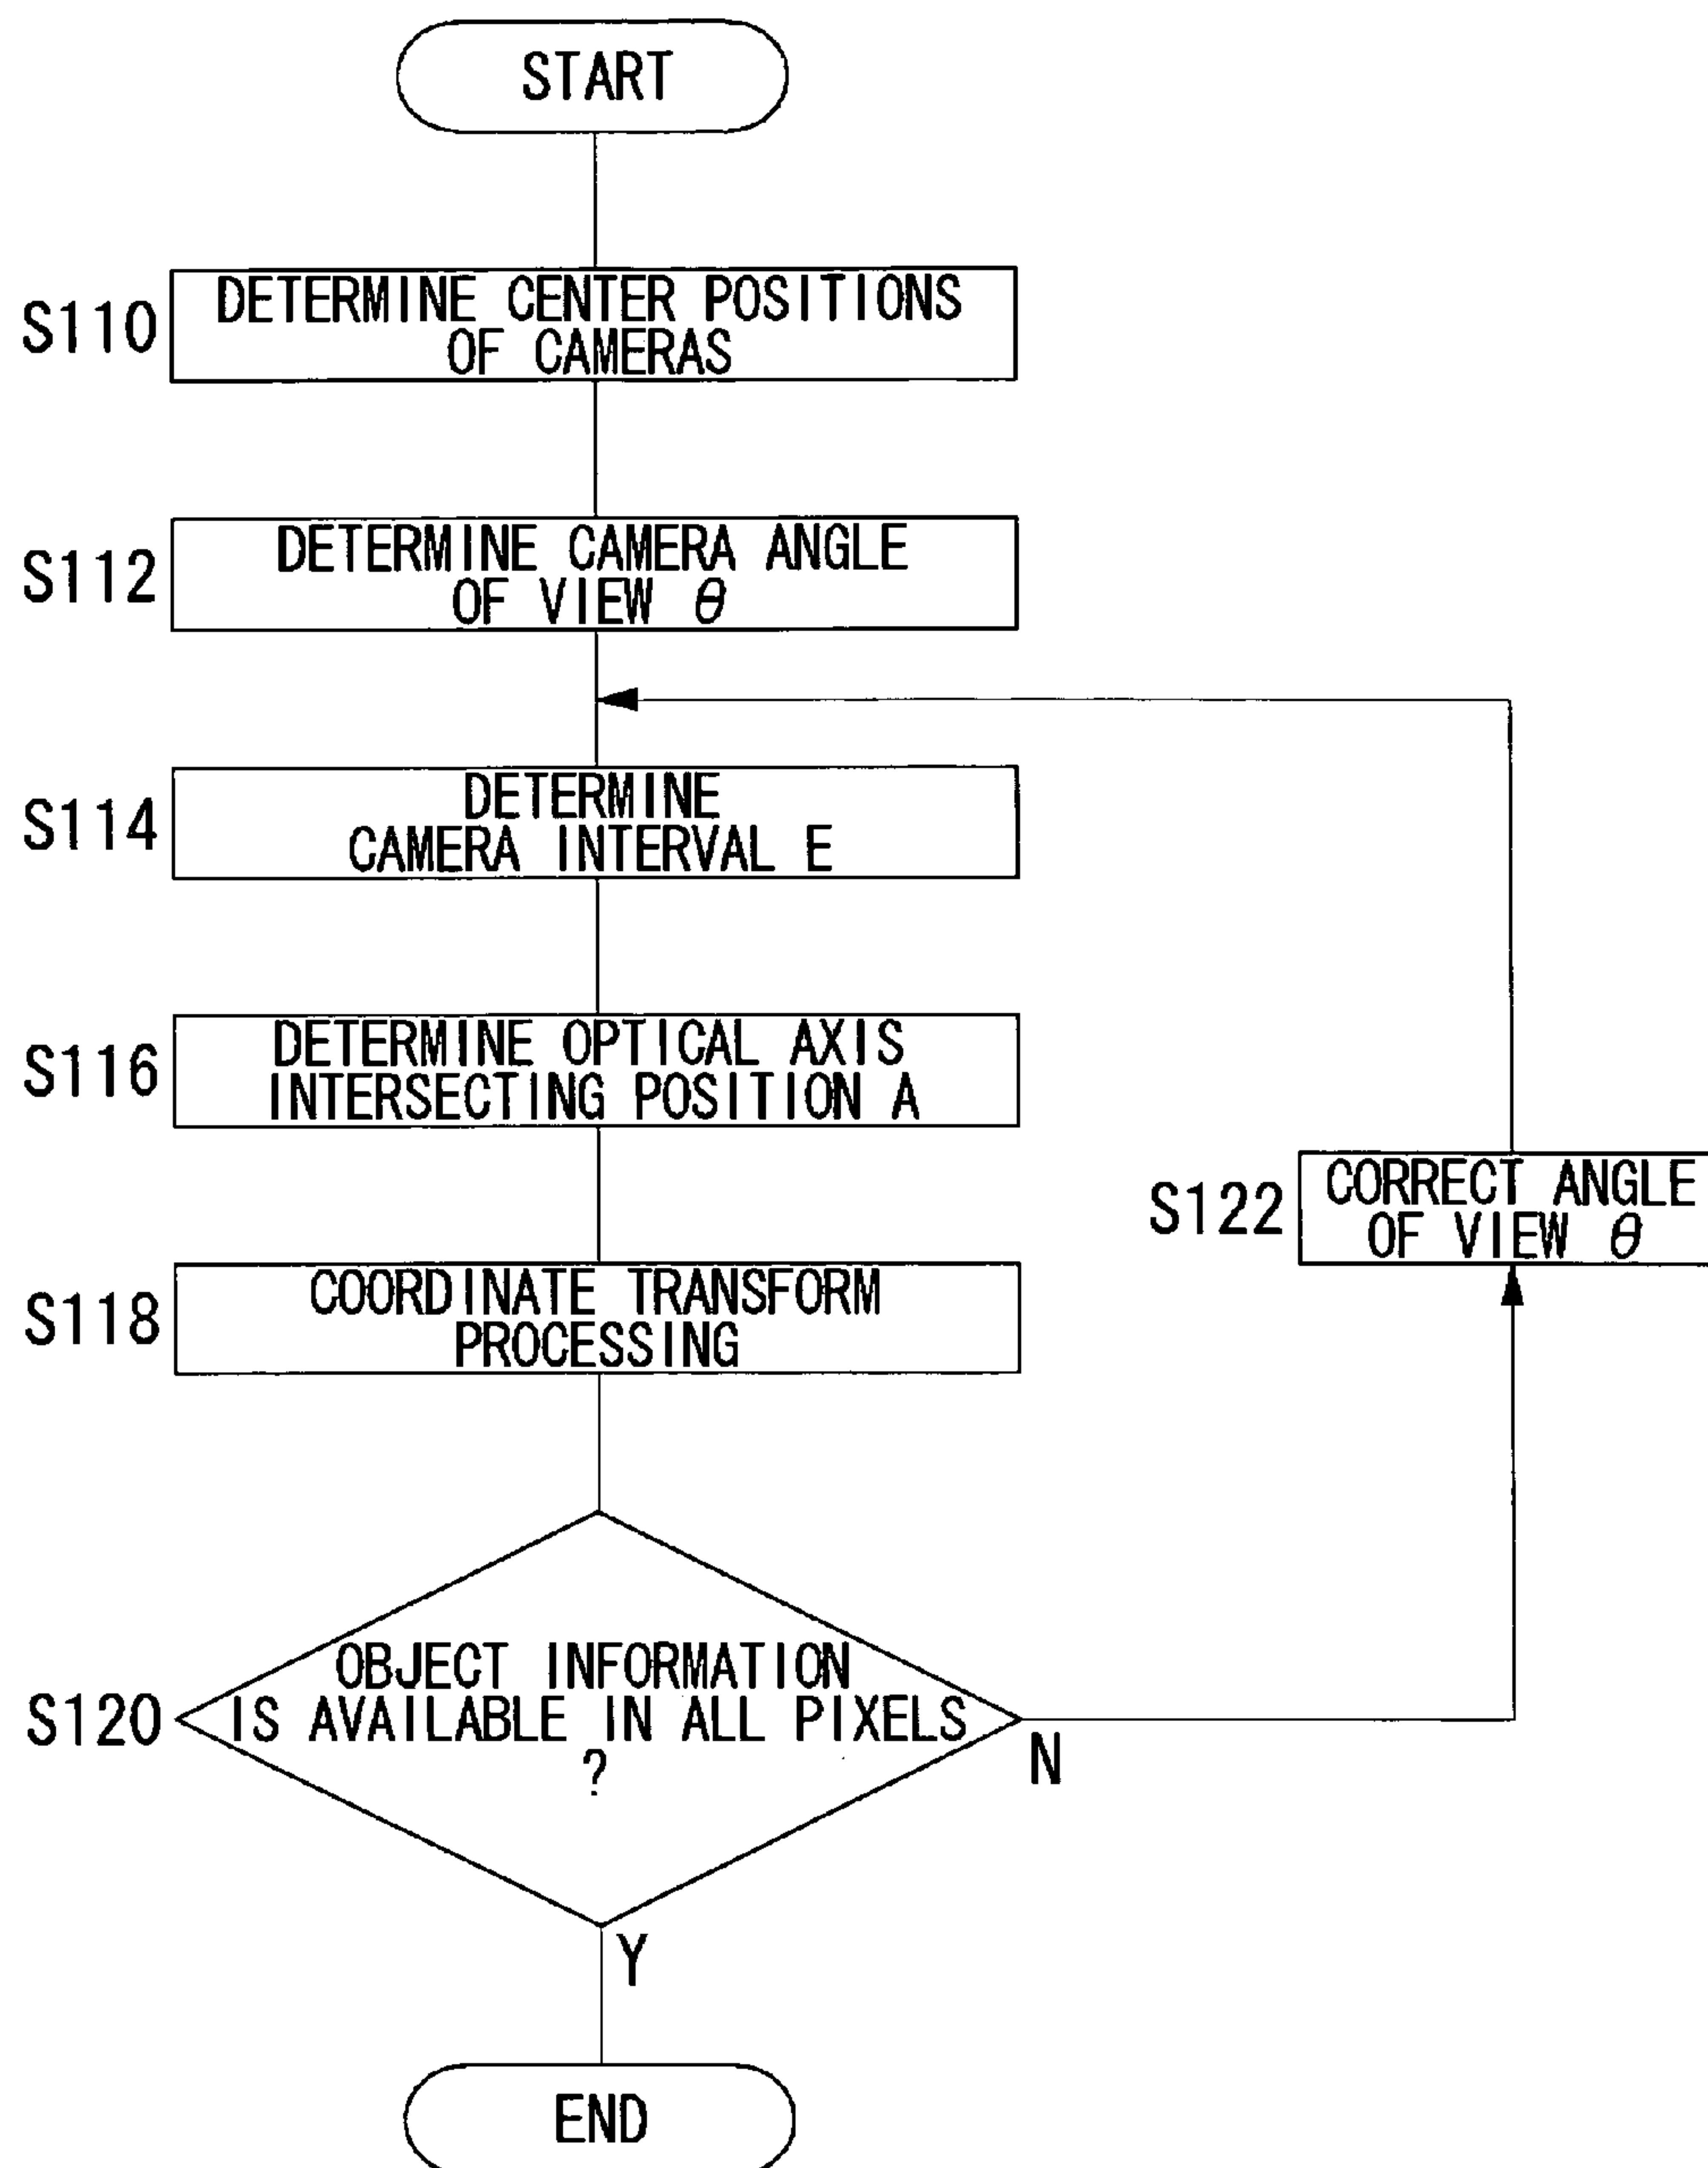 START
S110
DETERMINE CENTER POSITIONS
OF CAMERAS
S112
DETERMINE CAMERA ANGLE
OF VIEW θ
S114
DETERMINE
CAMERA INTERVAL E
S116
DETERMINE OPTICAL AXIS
INTERSECTING POSITION A
S122
CORRECT ANGLE
OF VIEW θ
S118
COORDINATE TRANSFORM
PROCESSING
S120
OBJECT INFORMATION
IS AVAILABLE IN ALL PIXELS
?
N
Y
END